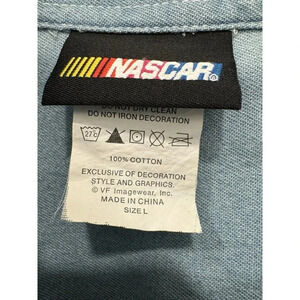 NASCAR®
DO NOT DRY CLEAN
DO NOT IRON DECORATION
27c
100% COTTON
EXCLUSIVE OF DECORATION
STYLE AND GRAPHICS.
© VF Imagewear, Inc.
MADE IN CHINA
SIZE L